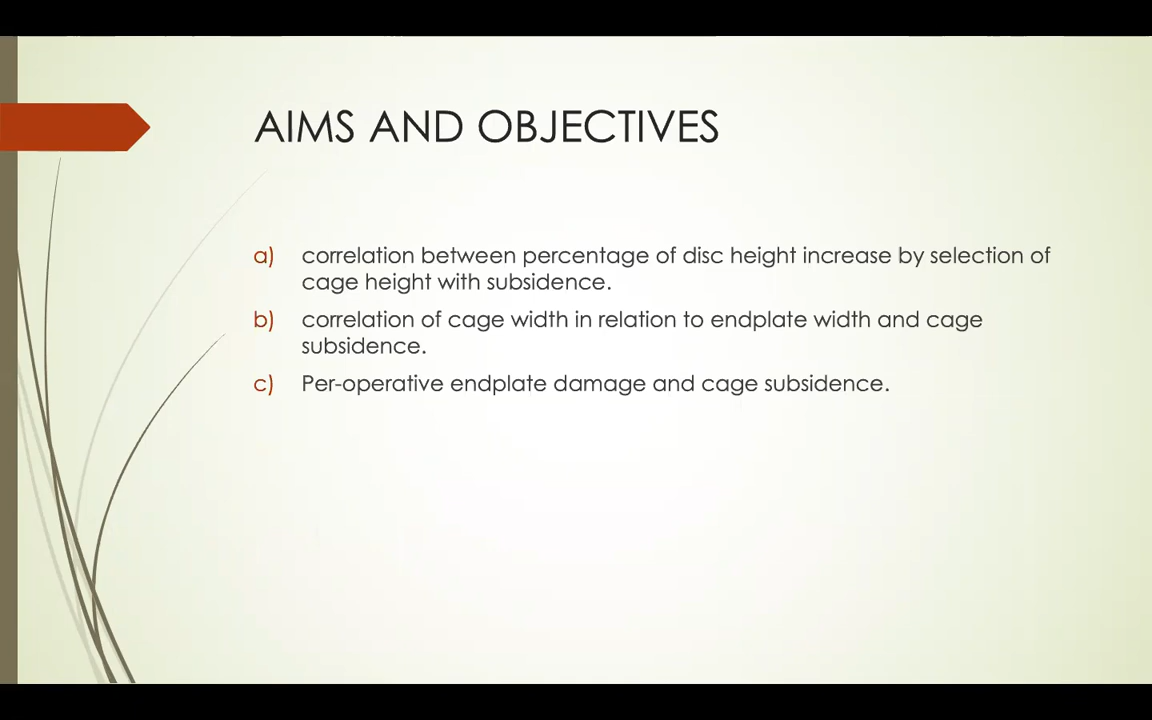 AIMS AND OBJECTIVES
a) correlation between percentage of disc height increase by selection of
cage height with subsidence.
b) correlation of cage width in relation to endplate width and cage
subsidence.
c) Per-operative endplate damage and cage subsidence.